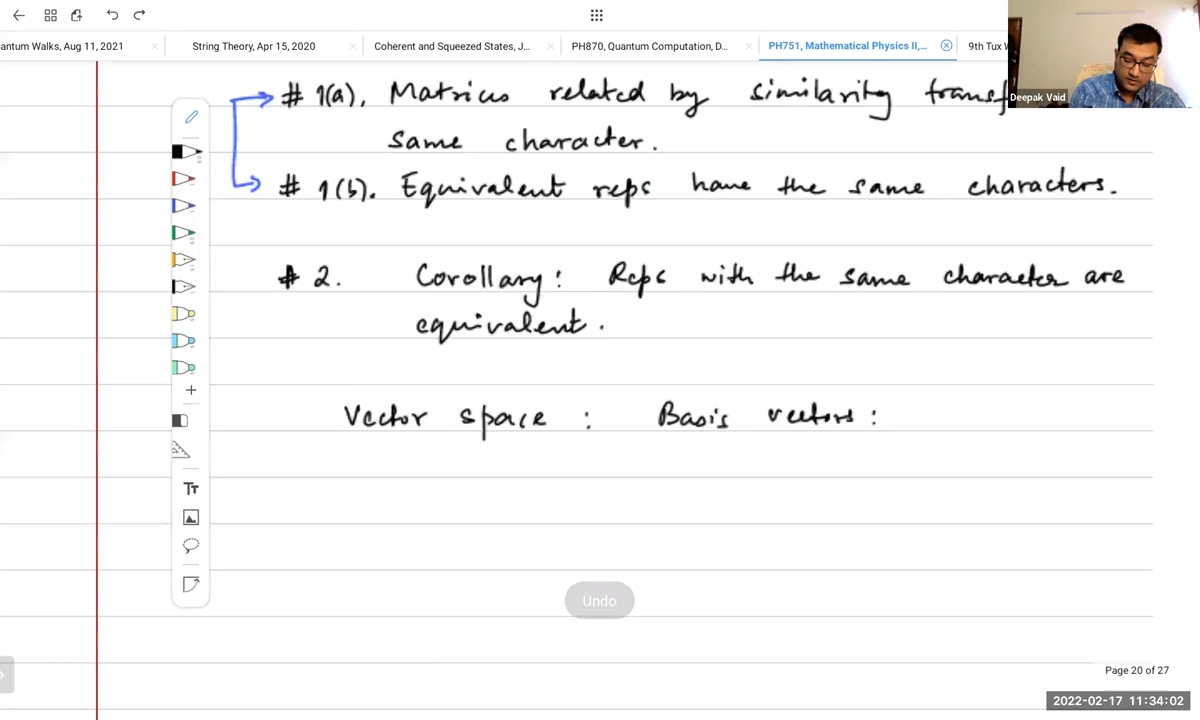 antum Walks, Aug 11, 2021 String Theory, Apr 15, 2020 Coherent and Squeezed States, J... PH870, Quantum Computation, D... PH751, Mathematical Physics II,... 9th Tux W
Deepak Vaid
# 1(a). Matrices related by similarity transf
same character.
# 1(b). Equivalent reps have the same characters.
# 2. Corollary: Reps with the same character are
equivalent.
Vector space : Basis vectors :
Tт
Undo
Page 20 of 27
2022-02-17 11:34:02